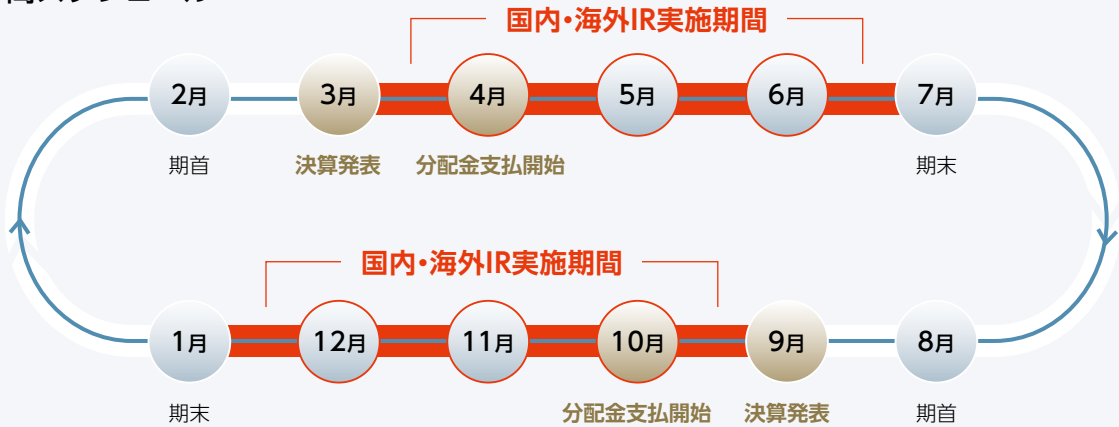 国内・海外IR実施期間
2月 3月 4月 5月 6月 7月
期首 決算発表 分配金支払開始 期末
国内・海外IR実施期間
1月 12月 11月 10月 9月 8月
期末 分配金支払開始 決算発表 期首